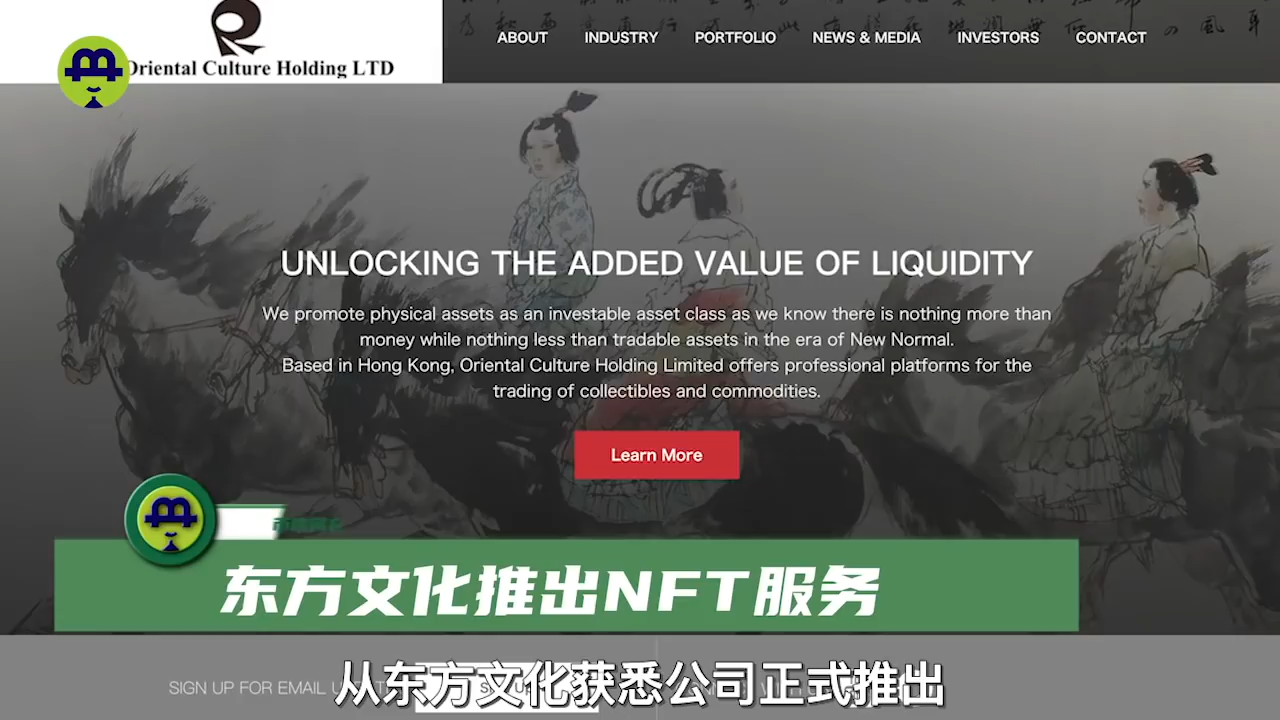 Oriental Culture Holding LTD
ABOUT INDUSTRY PORTFOLIO NEWS & MEDIA INVESTORS CONTACT
UNLOCKING THE ADDED VALUE OF LIQUIDITY
We promote physical assets as an investable asset class as we know there is nothing more than
money while nothing less than tradable assets in the era of New Normal.
Based in Hong Kong, Oriental Culture Holding Limited offers professional platforms for the
trading of collectibles and commodities.
Learn More
东方文化推出NFT服务
SIGN UP FOR EMAIL
从东方文化获悉公司正式推出